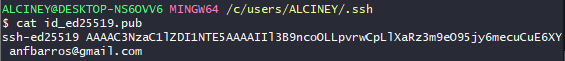 ALCINEY@DESKTOP-NS6OVV6 MINGW64 /c/users/ALCINEY/.ssh
$ cat id_ed25519.pub
ssh-ed25519 AAAAC3NzaC1lZDI1NTE5AAAAIIl3B9ncoOLLpvrwCpLlXaRz3m9eO95jy6mecuCuE6XY
anfbarros@gmail.com